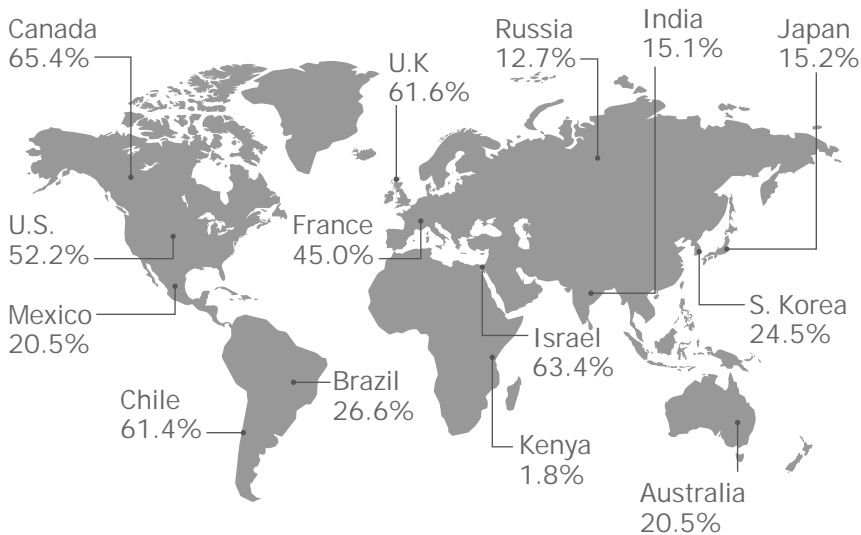 Canada
65.4%
U.K
61.6%
Russia
12.7%
India
15.1%
Japan
15.2%
U.S.
52.2%
France
45.0%
Mexico
20.5%
Israel
63.4%
S. Korea
24.5%
Chile
61.4%
Brazil
26.6%
Kenya
1.8%
Australia
20.5%